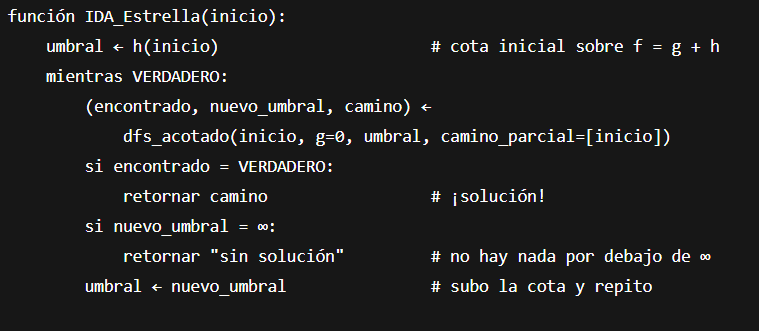 función IDA_Estrella(inicio):
    umbral ← h(inicio)                      # cota inicial sobre f = g + h
    mientras VERDADERO:
        (encontrado, nuevo_umbral, camino) ←
            dfs_acotado(inicio, g=0, umbral, camino_parcial=[inicio])
        si encontrado = VERDADERO:
            retornar camino                 # ¡solución!
        si nuevo_umbral = ∞:
            retornar "sin solución"         # no hay nada por debajo de ∞
        umbral ← nuevo_umbral               # subo la cota y repito